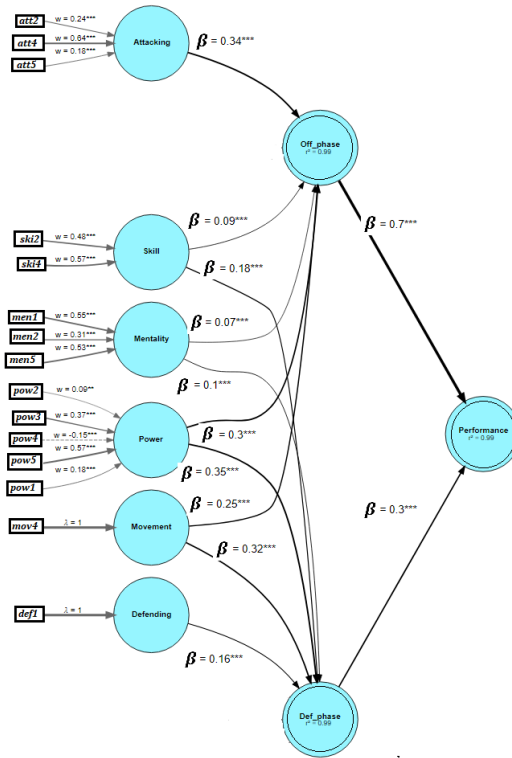 att2
w = 0.24***
att4
w = 0.64***
att5
w = 0.18***
Attacking
β = 0.34***
Off_phase
r² = 0.99
ski2
w = 0.48***
ski4
w = 0.57***
Skill
β = 0.09***
β = 0.18***
β = 0.7***
men1
w = 0.55***
men2
w = 0.31***
men5
w = 0.53***
Mentality
β = 0.07***
β = 0.1***
pow2
w = 0.09**
pow3
w = 0.37***
pow4
w = -0.15***
pow5
w = 0.57***
pow1
w = 0.18***
Power
β = 0.3***
β = 0.35***
Performance
r² = 0.99
mov4
λ = 1
Movement
β = 0.25***
β = 0.32***
β = 0.3***
def1
λ = 1
Defending
β = 0.16***
Def_phase
r² = 0.99